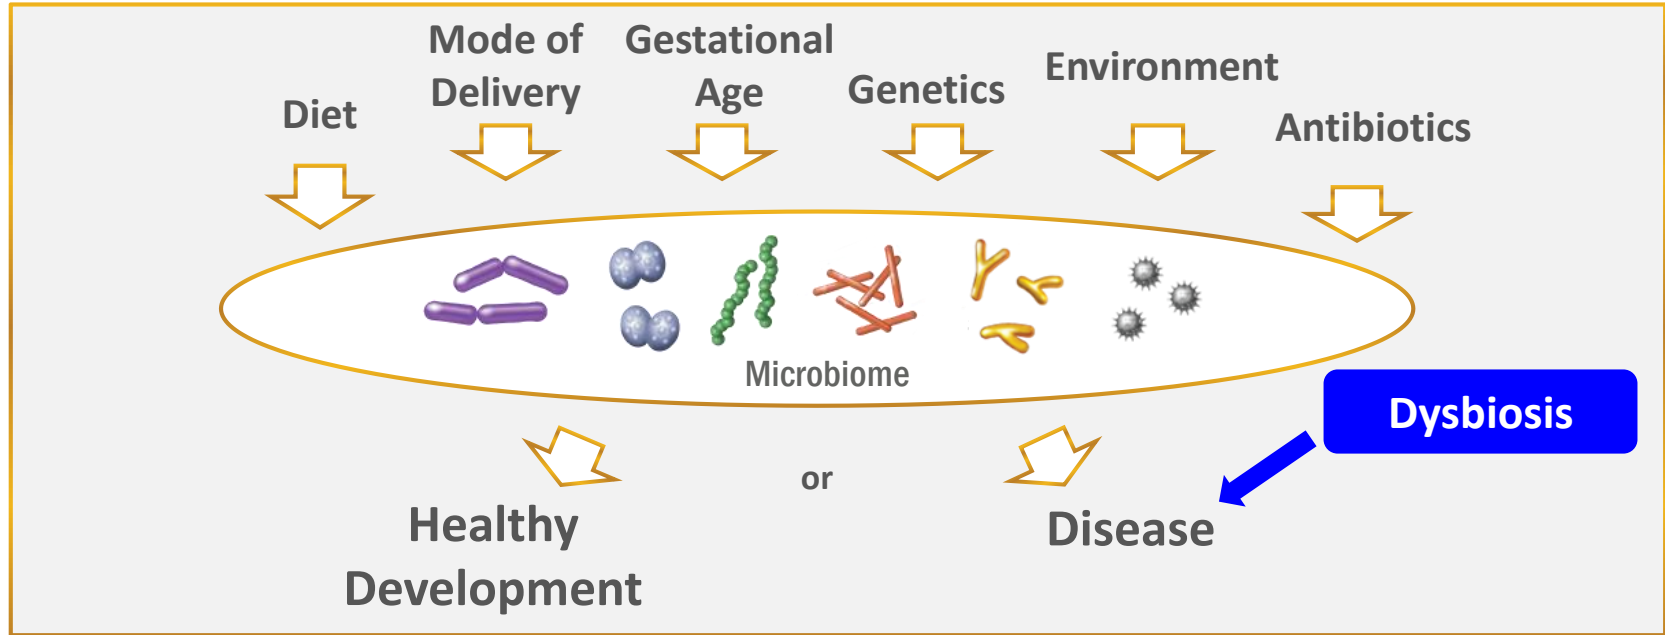 Diet
Mode of
Delivery
Gestational
Age
Genetics
Environment
Antibiotics
Microbiome
Dysbiosis
or
Healthy
Development
Disease